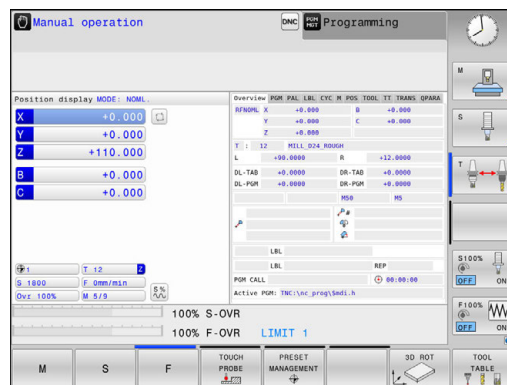 Manual operation
DNC
PGM MGT
Programming
Position display MODE: NOML.
X +0.000
Y +0.000
Z +110.000
B +0.000
C +0.000
1 T 12 Z
S 1800 F 0mm/min
Ovr 100% M 5/9
S %
Overview PGM PAL LBL CYC M POS TOOL TT TRANS QPARA
RFNOML X +0.000 B +0.000
Y +0.000 C +0.000
Z +0.000
T : 12 MILL_D24_ROUGH
L +90.0000 R +12.0000
DL-TAB +0.0000 DR-TAB +0.0000
DL-PGM +0.0000 DR-PGM +0.0000
M50 M5
P#
LBL
LBL REP
PGM CALL 00:00:00
Active PGM: TNC:\nc_prog\$mdi.h
100% S-OVR
100% F-OVR LIMIT 1
M
S
T
S100%
OFF ON
F100%
OFF ON
M
S
F
TOUCH PROBE
PRESET MANAGEMENT
3D ROT
TOOL TABLE